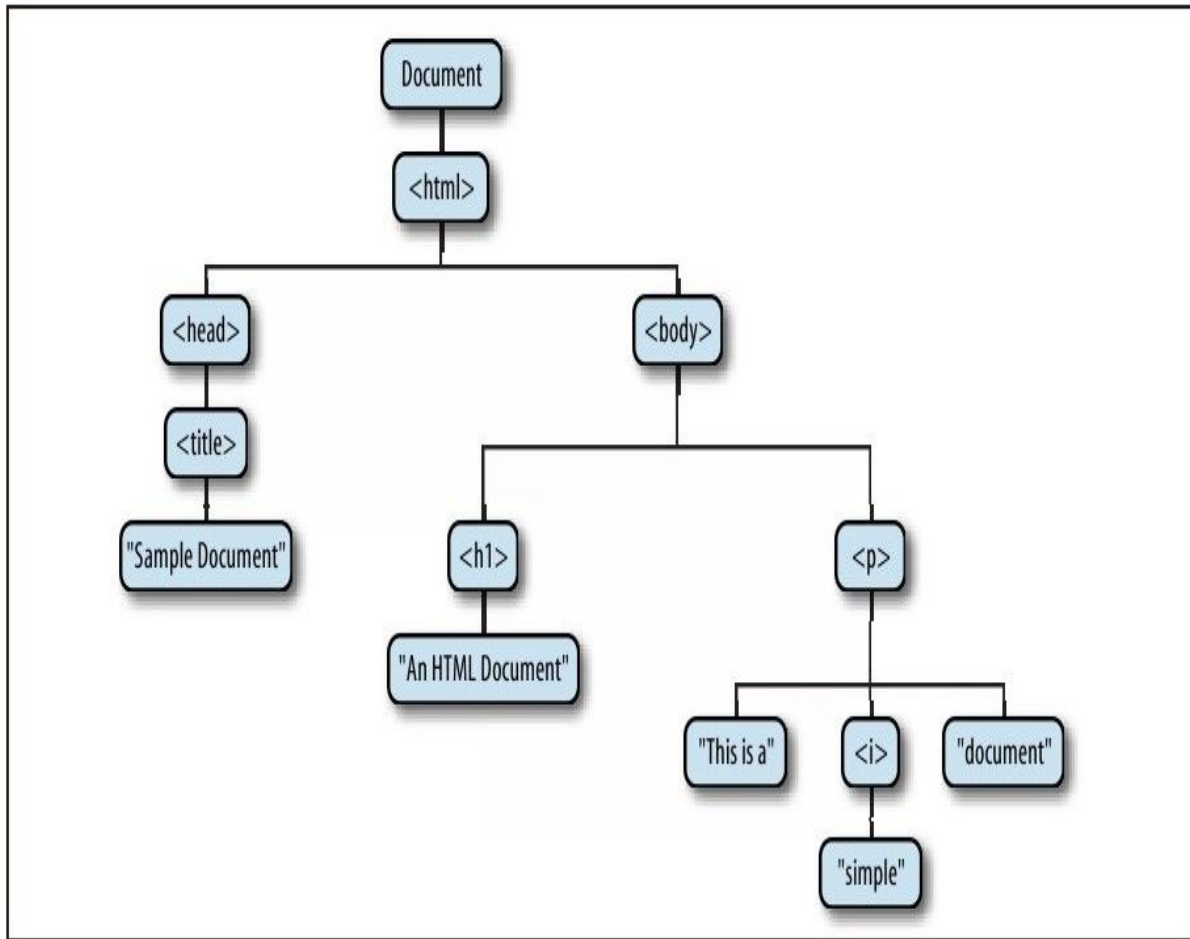 Document
<html>
<head>
<body>
<title>
"Sample Document"
<h1>
<p>
"An HTML Document"
"This is a"
<i>
"document"
"simple"